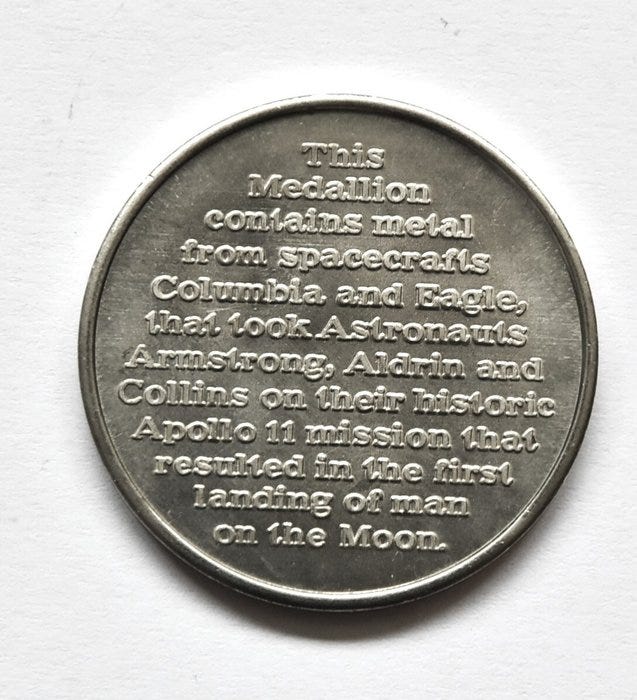 This
Medallion
contains metal
from spacecrafts
Columbia and Eagle,
that took Astronauts
Armstrong, Aldrin and
Collins on their historic
Apollo 11 mission that
resulted in the first
landing of man
on the Moon.